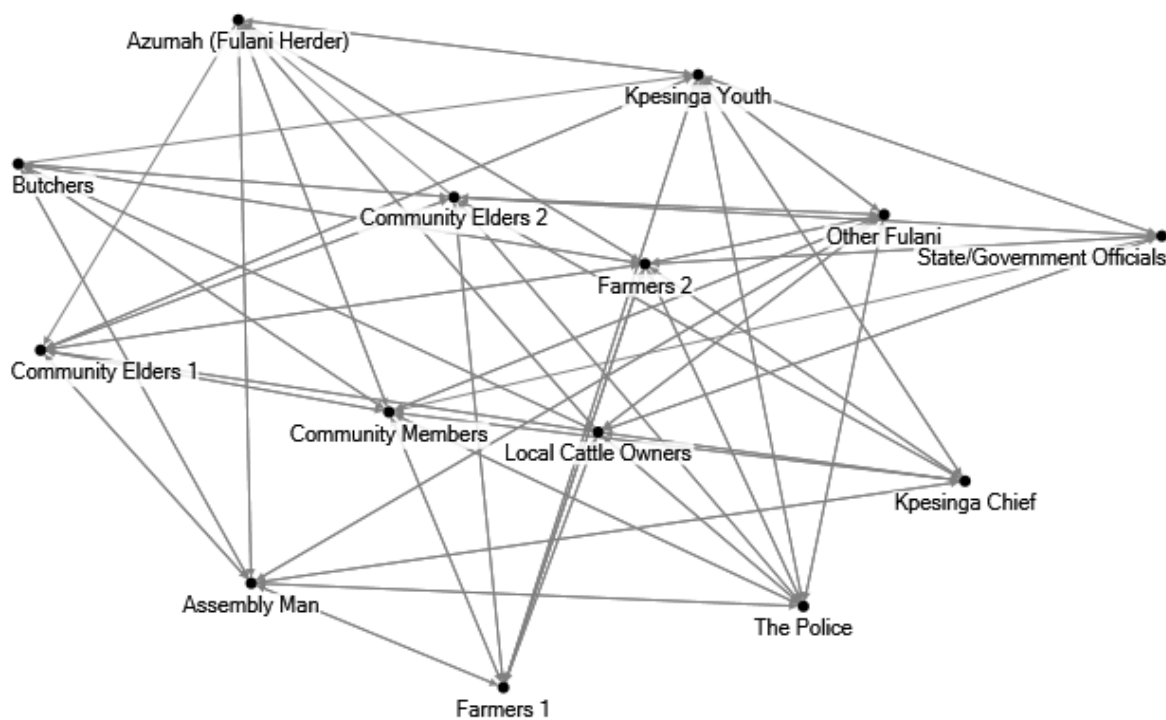 Azumah (Fulani Herder)
Kpesinga Youth
Butchers
Community Elders 2
Other Fulani
State/Government Officials
Farmers 2
Community Elders 1
Community Members
Local Cattle Owners
Kpesinga Chief
Assembly Man
The Police
Farmers 1